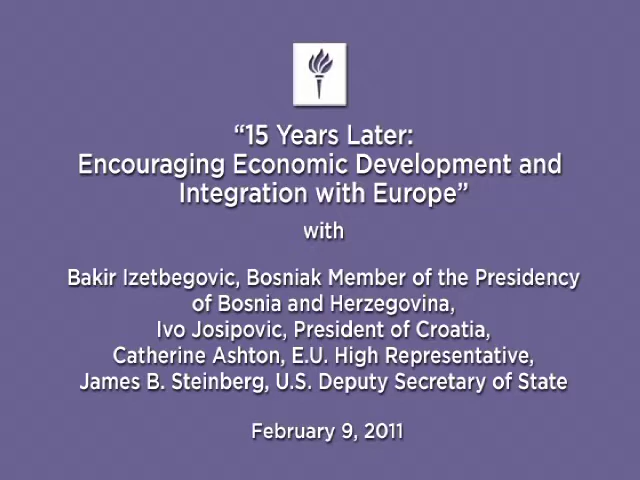 “15 Years Later:
Encouraging Economic Development and
Integration with Europe”
with
Bakir Izetbegovic, Bosniak Member of the Presidency
of Bosnia and Herzegovina,
Ivo Josipovic, President of Croatia,
Catherine Ashton, E.U. High Representative,
James B. Steinberg, U.S. Deputy Secretary of State
February 9, 2011